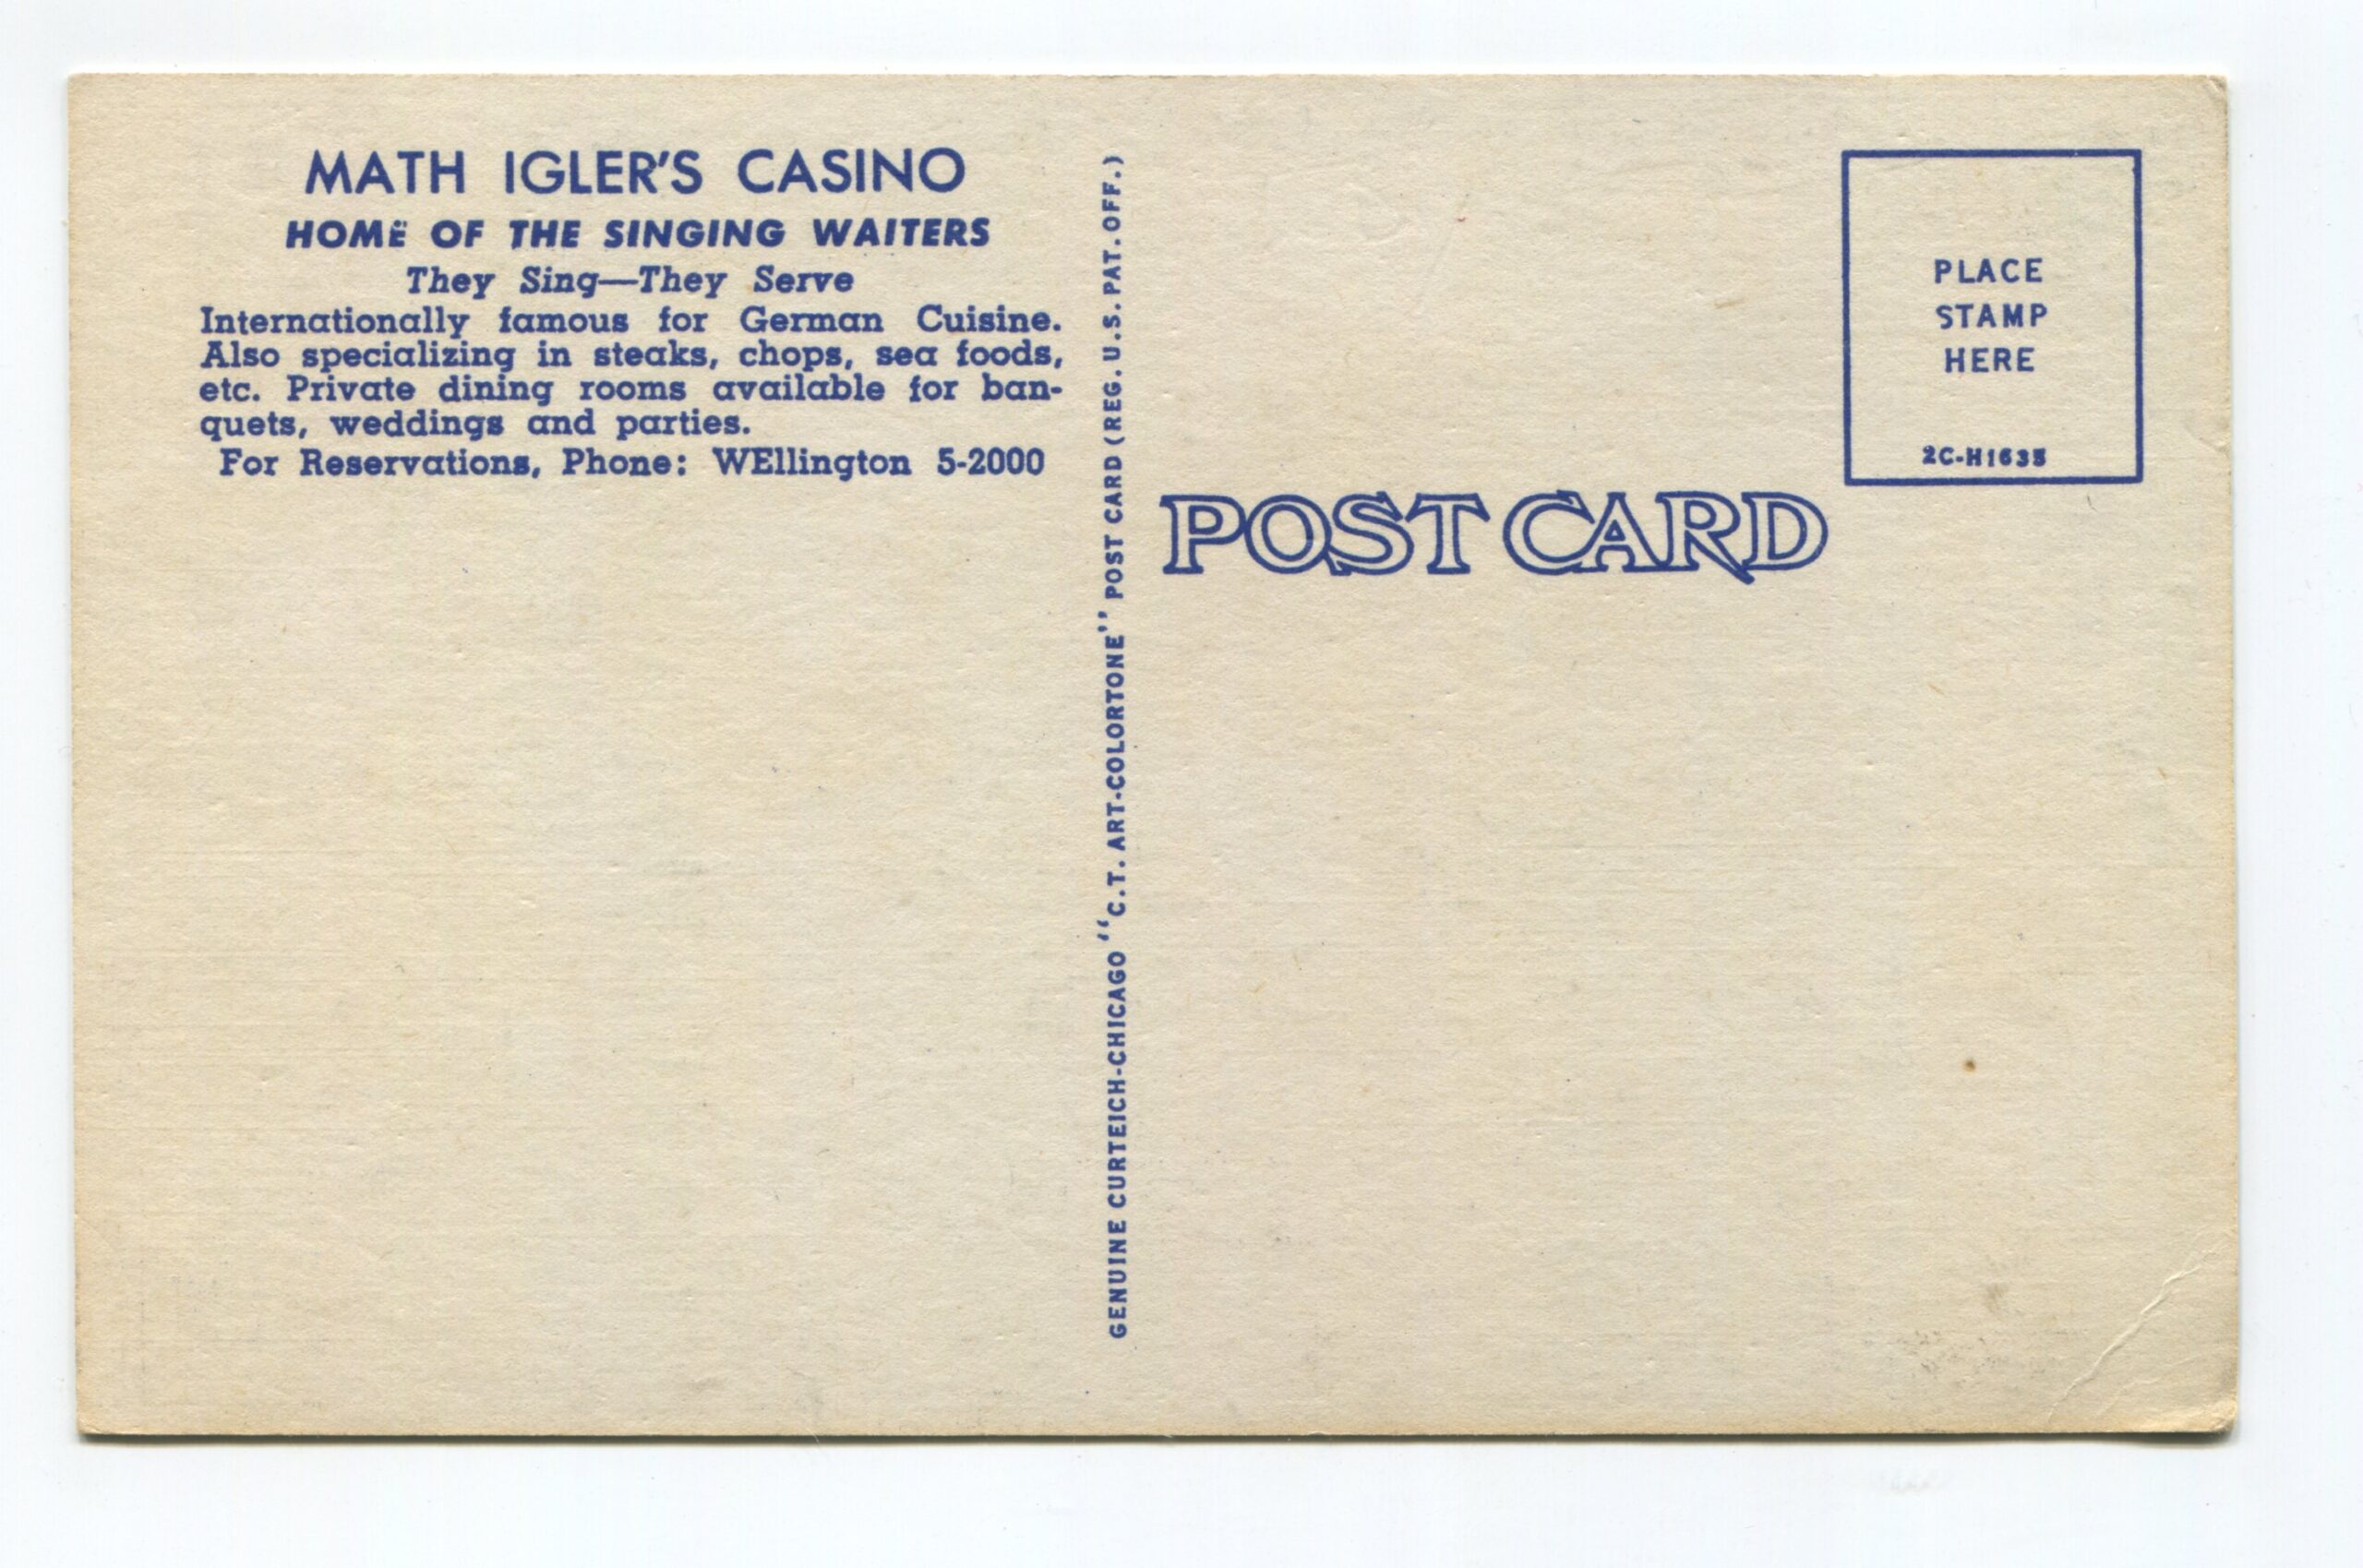 MATH IGLER'S CASINO
HOME OF THE SINGING WAITERS
They Sing—They Serve
Internationally famous for German Cuisine.
Also specializing in steaks, chops, sea foods,
etc. Private dining rooms available for ban-
quets, weddings and parties.
For Reservations, Phone: WEllington 5-2000
GENUINE CURTEICH-CHICAGO "C.T. ART-COLORTONE" POST CARD (REG. U.S. PAT. OFF.)
POST CARD
PLACE
STAMP
HERE
2C-H1635